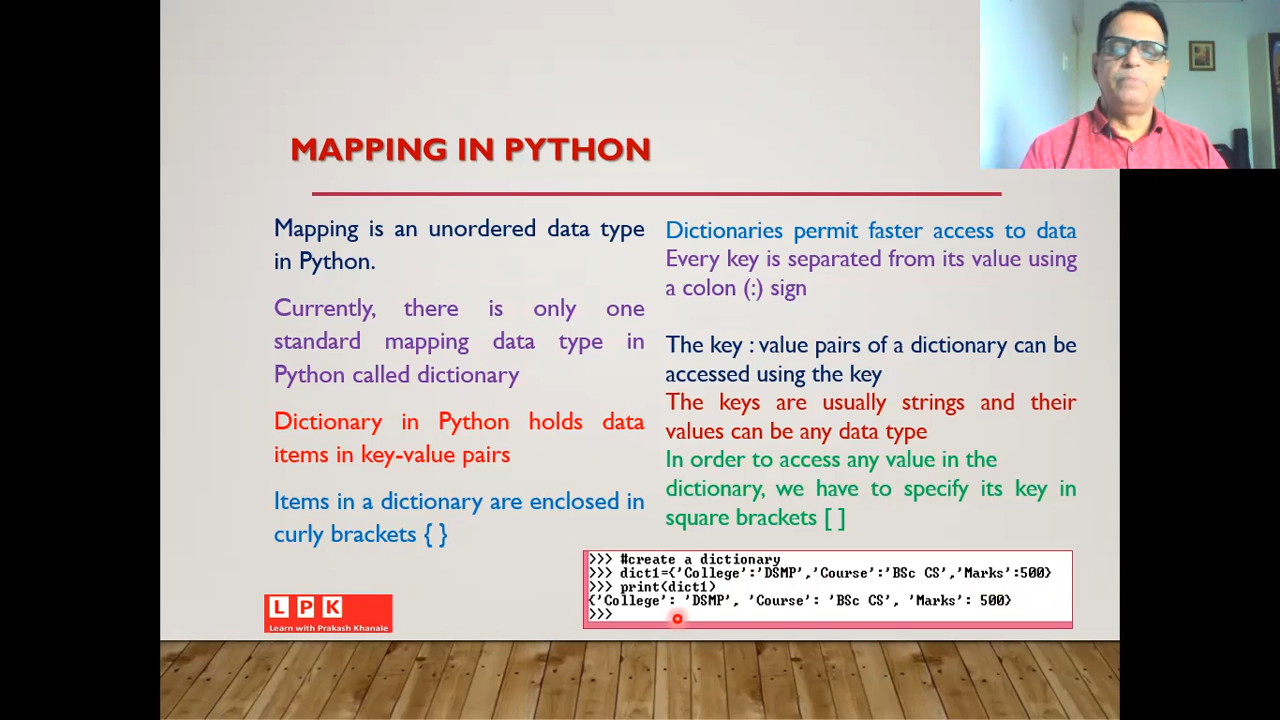 MAPPING IN PYTHON
Mapping is an unordered data type
in Python.
Currently, there is only one
standard mapping data type in
Python called dictionary
Dictionary in Python holds data
items in key-value pairs
Items in a dictionary are enclosed in
curly brackets { }
Dictionaries permit faster access to data
Every key is separated from its value using
a colon (:) sign
The key : value pairs of a dictionary can be
accessed using the key
The keys are usually strings and their
values can be any data type
In order to access any value in the
dictionary, we have to specify its key in
square brackets [ ]
>>> #create a dictionary
>>> dict1={'College':'DSMP','Course':'BSc CS','Marks':500}
>>> print(dict1)
{'College': 'DSMP', 'Course': 'BSc CS', 'Marks': 500}
>>>
L P K
Learn with Prakash Khanale